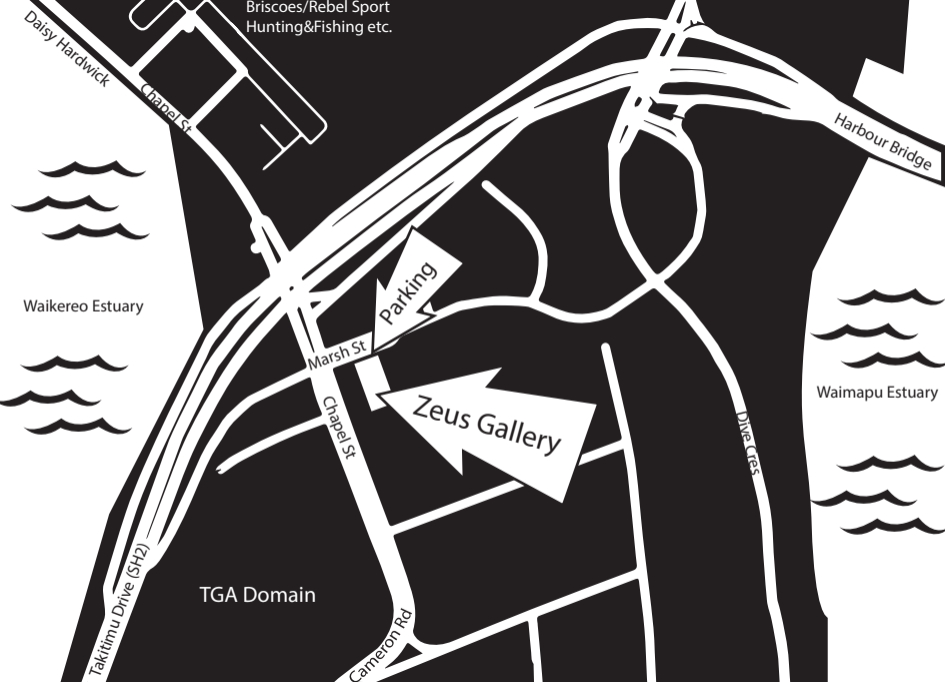 Briscoes/Rebel Sport
Hunting&Fishing etc.
Daisy Hardwick
Chapel St
Harbour Bridge
Waikereo Estuary
Parking
Marsh St
Waimapu Estuary
Zeus Gallery
Chapel St
Dive Cres
Takitimu Drive (SH2)
TGA Domain
Cameron Rd